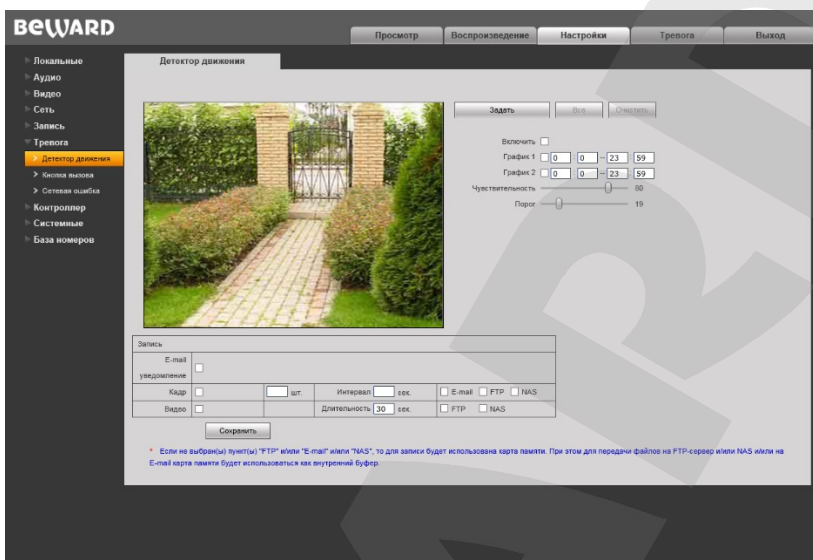 BEWARD
Просмотр Воспроизведение Настройки Тревога Выход
Локальные
Аудио
Видео
Сеть
Запись
Тревога
Детектор движения
Кнопка вызова
Сетевая ошибка
Контроллер
Системные
База номеров
Детектор движения
Задать Все Очистить
Включить
График 1 0 0 -- 23 59
График 2 0 0 -- 23 59
Чувствительность 80
Порог 19
Запись
E-mail
уведомление
Кадр шт. Интервал сек. E-mail FTP NAS
Видео Длительность 30 сек. FTP NAS
Сохранить
* Если не выбран(ы) пункт(ы) "FTP" и/или "E-mail" и/или "NAS", то для записи будет использована карта памяти. При этом для передачи файлов на FTP-сервер и/или NAS и/или на
E-mail карта памяти будет использоваться как внутренний буфер.